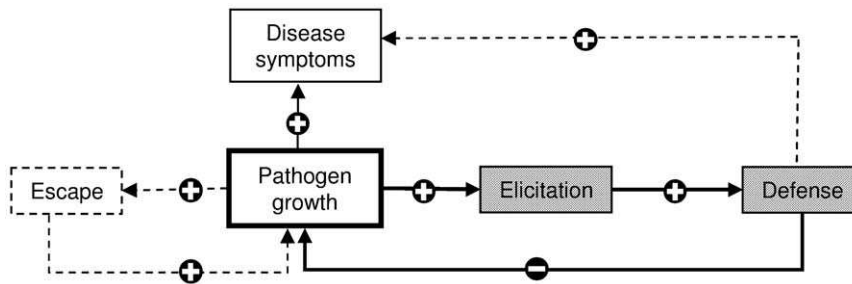 Disease
symptoms
Escape
Pathogen
growth
Elicitation
Defense